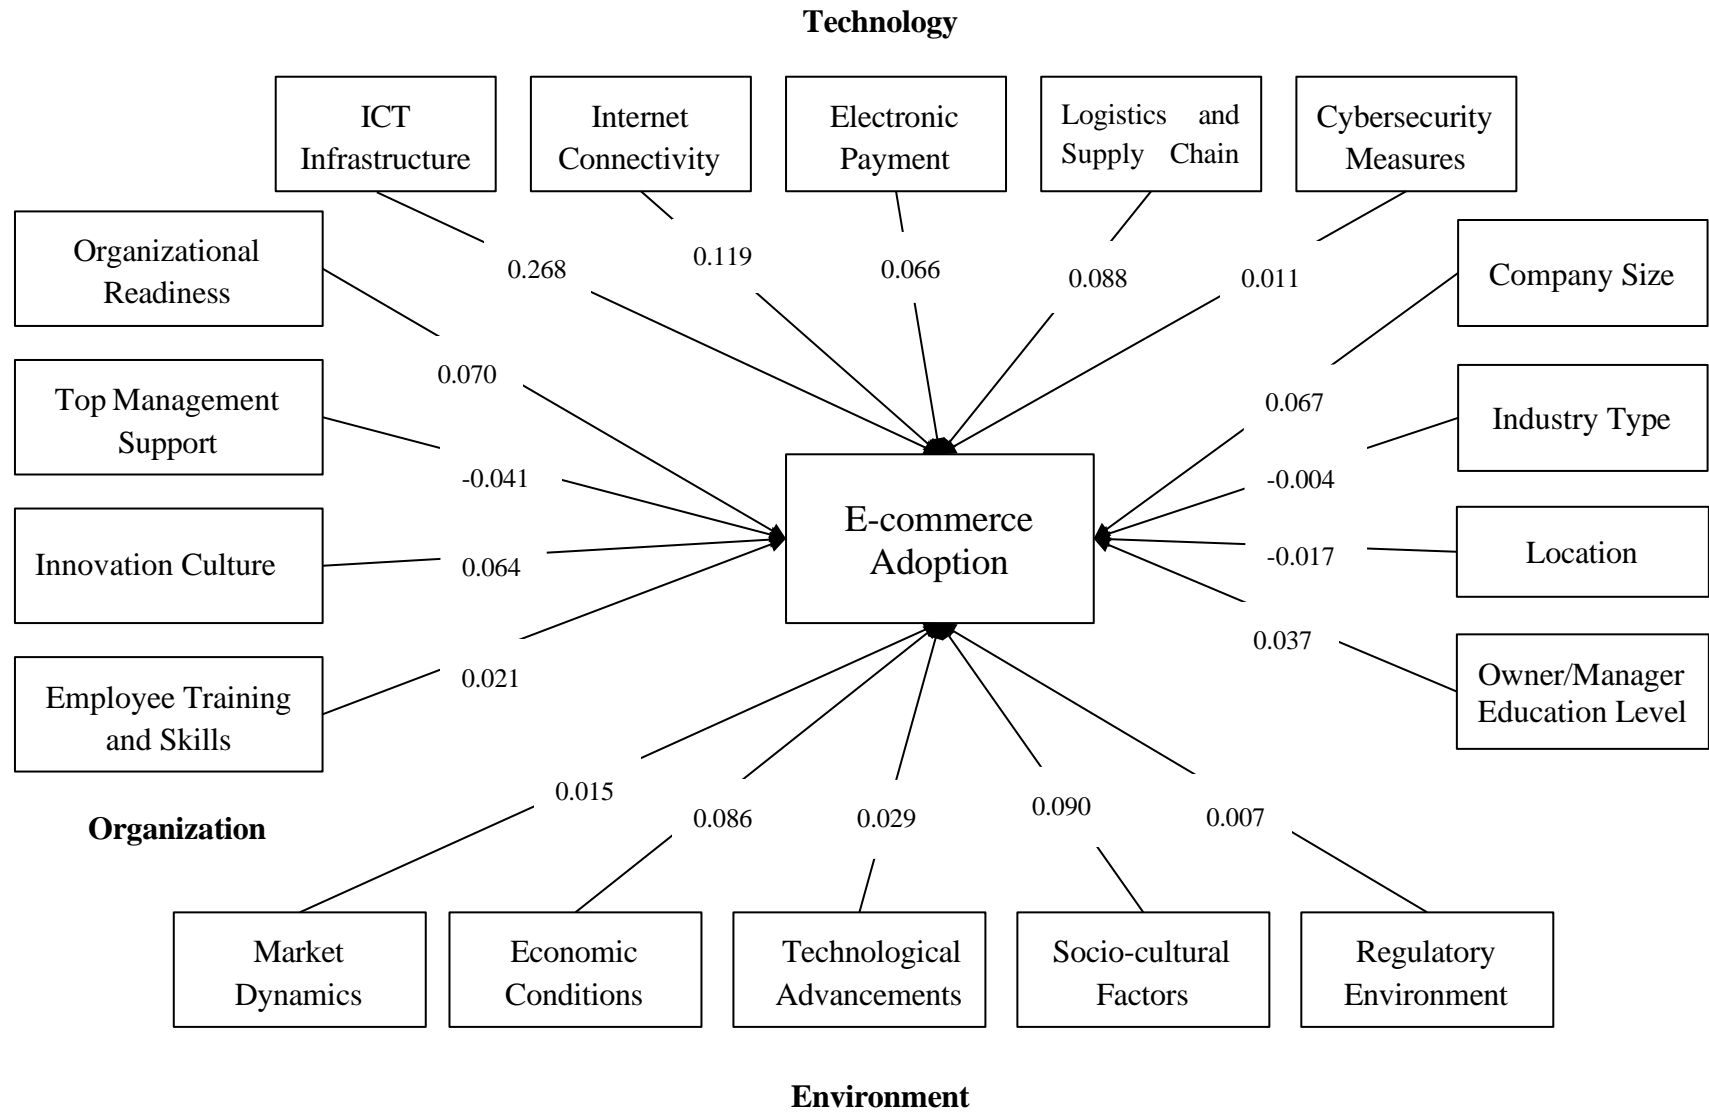 Technology
ICT
Infrastructure
Internet
Connectivity
Electronic
Payment
Logistics and
Supply Chain
Cybersecurity
Measures
Organizational
Readiness
Company Size
0.268
0.119
0.066
0.088
0.011
0.070
0.067
Top Management
Support
Industry Type
-0.041
-0.004
E-commerce
Adoption
Innovation Culture
0.064
-0.017
Location
Employee Training
and Skills
0.021
0.037
Owner/Manager
Education Level
Organization
0.015
0.086
0.029
0.090
0.007
Market
Dynamics
Economic
Conditions
Technological
Advancements
Socio-cultural
Factors
Regulatory
Environment
Environment